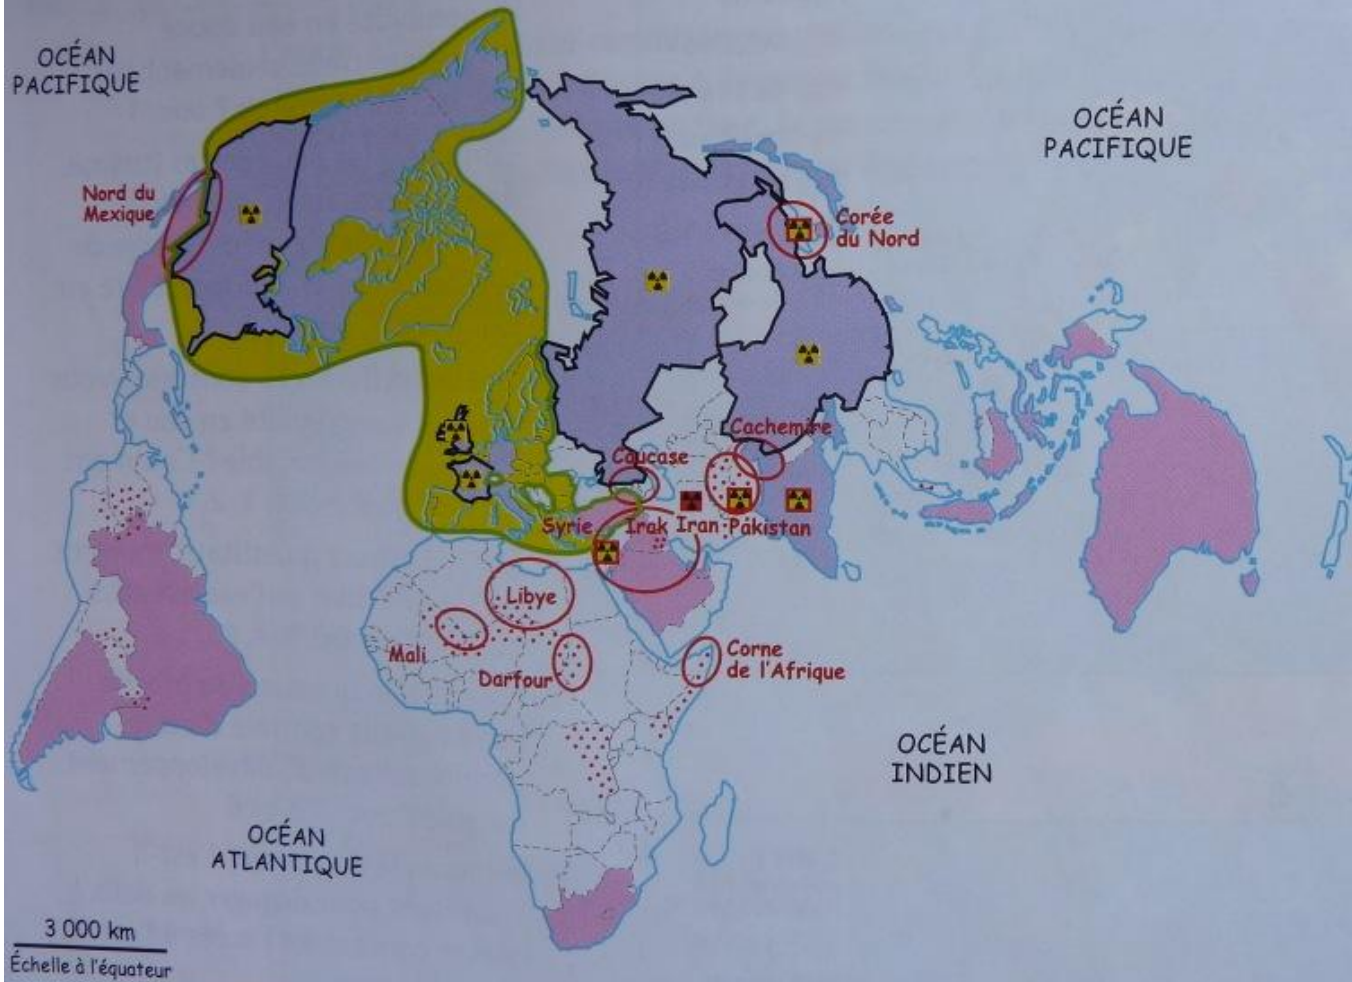 OCÉAN
PACIFIQUE
OCÉAN
PACIFIQUE
Nord du
Mexique
Corée
du Nord
Cachemire
Caucase
Syrie
Irak
Iran
Pakistan
Libye
Mali
Darfour
Corne
de l'Afrique
OCÉAN
INDIEN
OCÉAN
ATLANTIQUE
3 000 km
Échelle à l'équateur